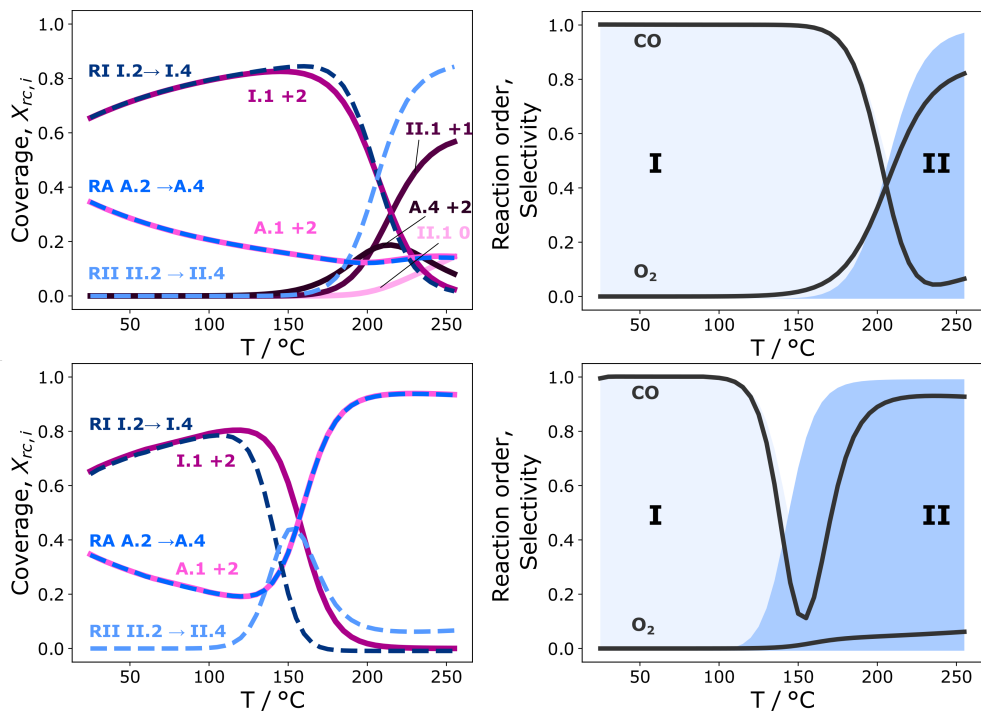 1.0
0.8
0.6
0.4
0.2
0.0
Coverage, X_rc,i
RI I.2→ I.4
I.1 +2
II.1 +1
RA A.2 →A.4
A.4 +2
A.1 +2
II.1 0
RII II.2 → II.4
50 100 150 200 250
T / °C
1.0
0.8
0.6
0.4
0.2
0.0
Reaction order,
Selectivity
CO
I
II
O₂
50 100 150 200 250
T / °C
1.0
0.8
0.6
0.4
0.2
0.0
Coverage, X_rc,i
RI I.2→ I.4
I.1 +2
RA A.2 →A.4
A.1 +2
RII II.2 → II.4
50 100 150 200 250
T / °C
1.0
0.8
0.6
0.4
0.2
0.0
Reaction order,
Selectivity
CO
I
II
O₂
50 100 150 200 250
T / °C